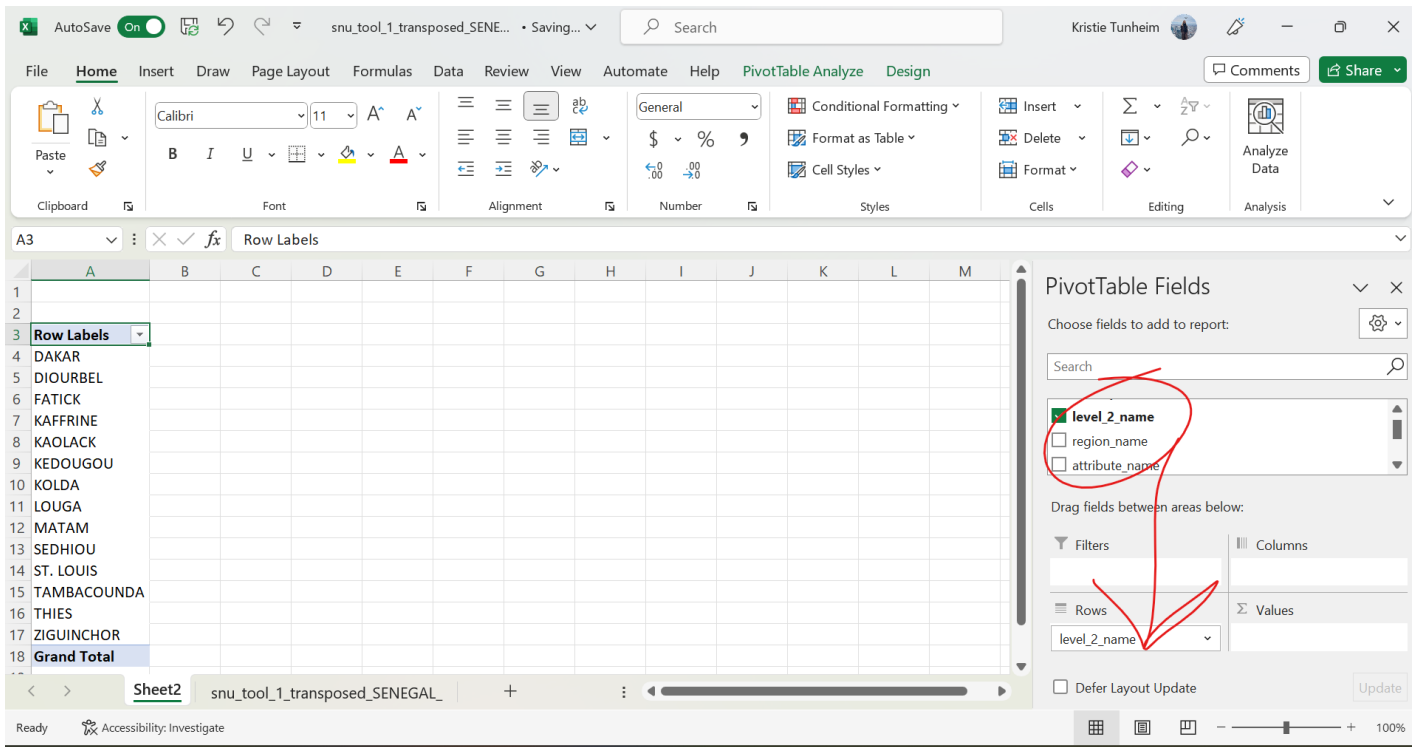 AutoSave On snu_tool_1_transposed_SENE... • Saving... Search Kristie Tunheim
File Home Insert Draw Page Layout Formulas Data Review View Automate Help PivotTable Analyze Design Comments Share
Calibri 11 A A ab General Conditional Formatting Insert Σ
Paste $ % Format as Table Delete Analyze Data
B I U A Cell Styles Format
Clipboard Font Alignment Number Styles Cells Editing Analysis
A3 fx Row Labels
A B C D E F G H I J K L M
1
2
3 Row Labels
4 DAKAR
5 DIOURBEL
6 FATICK
7 KAFFRINE
8 KAOLACK
9 KEDOUGOU
10 KOLDA
11 LOUGA
12 MATAM
13 SEDHIOU
14 ST. LOUIS
15 TAMBACOUNDA
16 THIES
17 ZIGUINCHOR
18 Grand Total
PivotTable Fields
Choose fields to add to report:
Search
level_2_name
region_name
attribute_name
Drag fields between areas below:
Filters Columns
Rows Σ Values
level_2_name
Defer Layout Update Update
Sheet2 snu_tool_1_transposed_SENEGAL_
Ready Accessibility: Investigate 100%